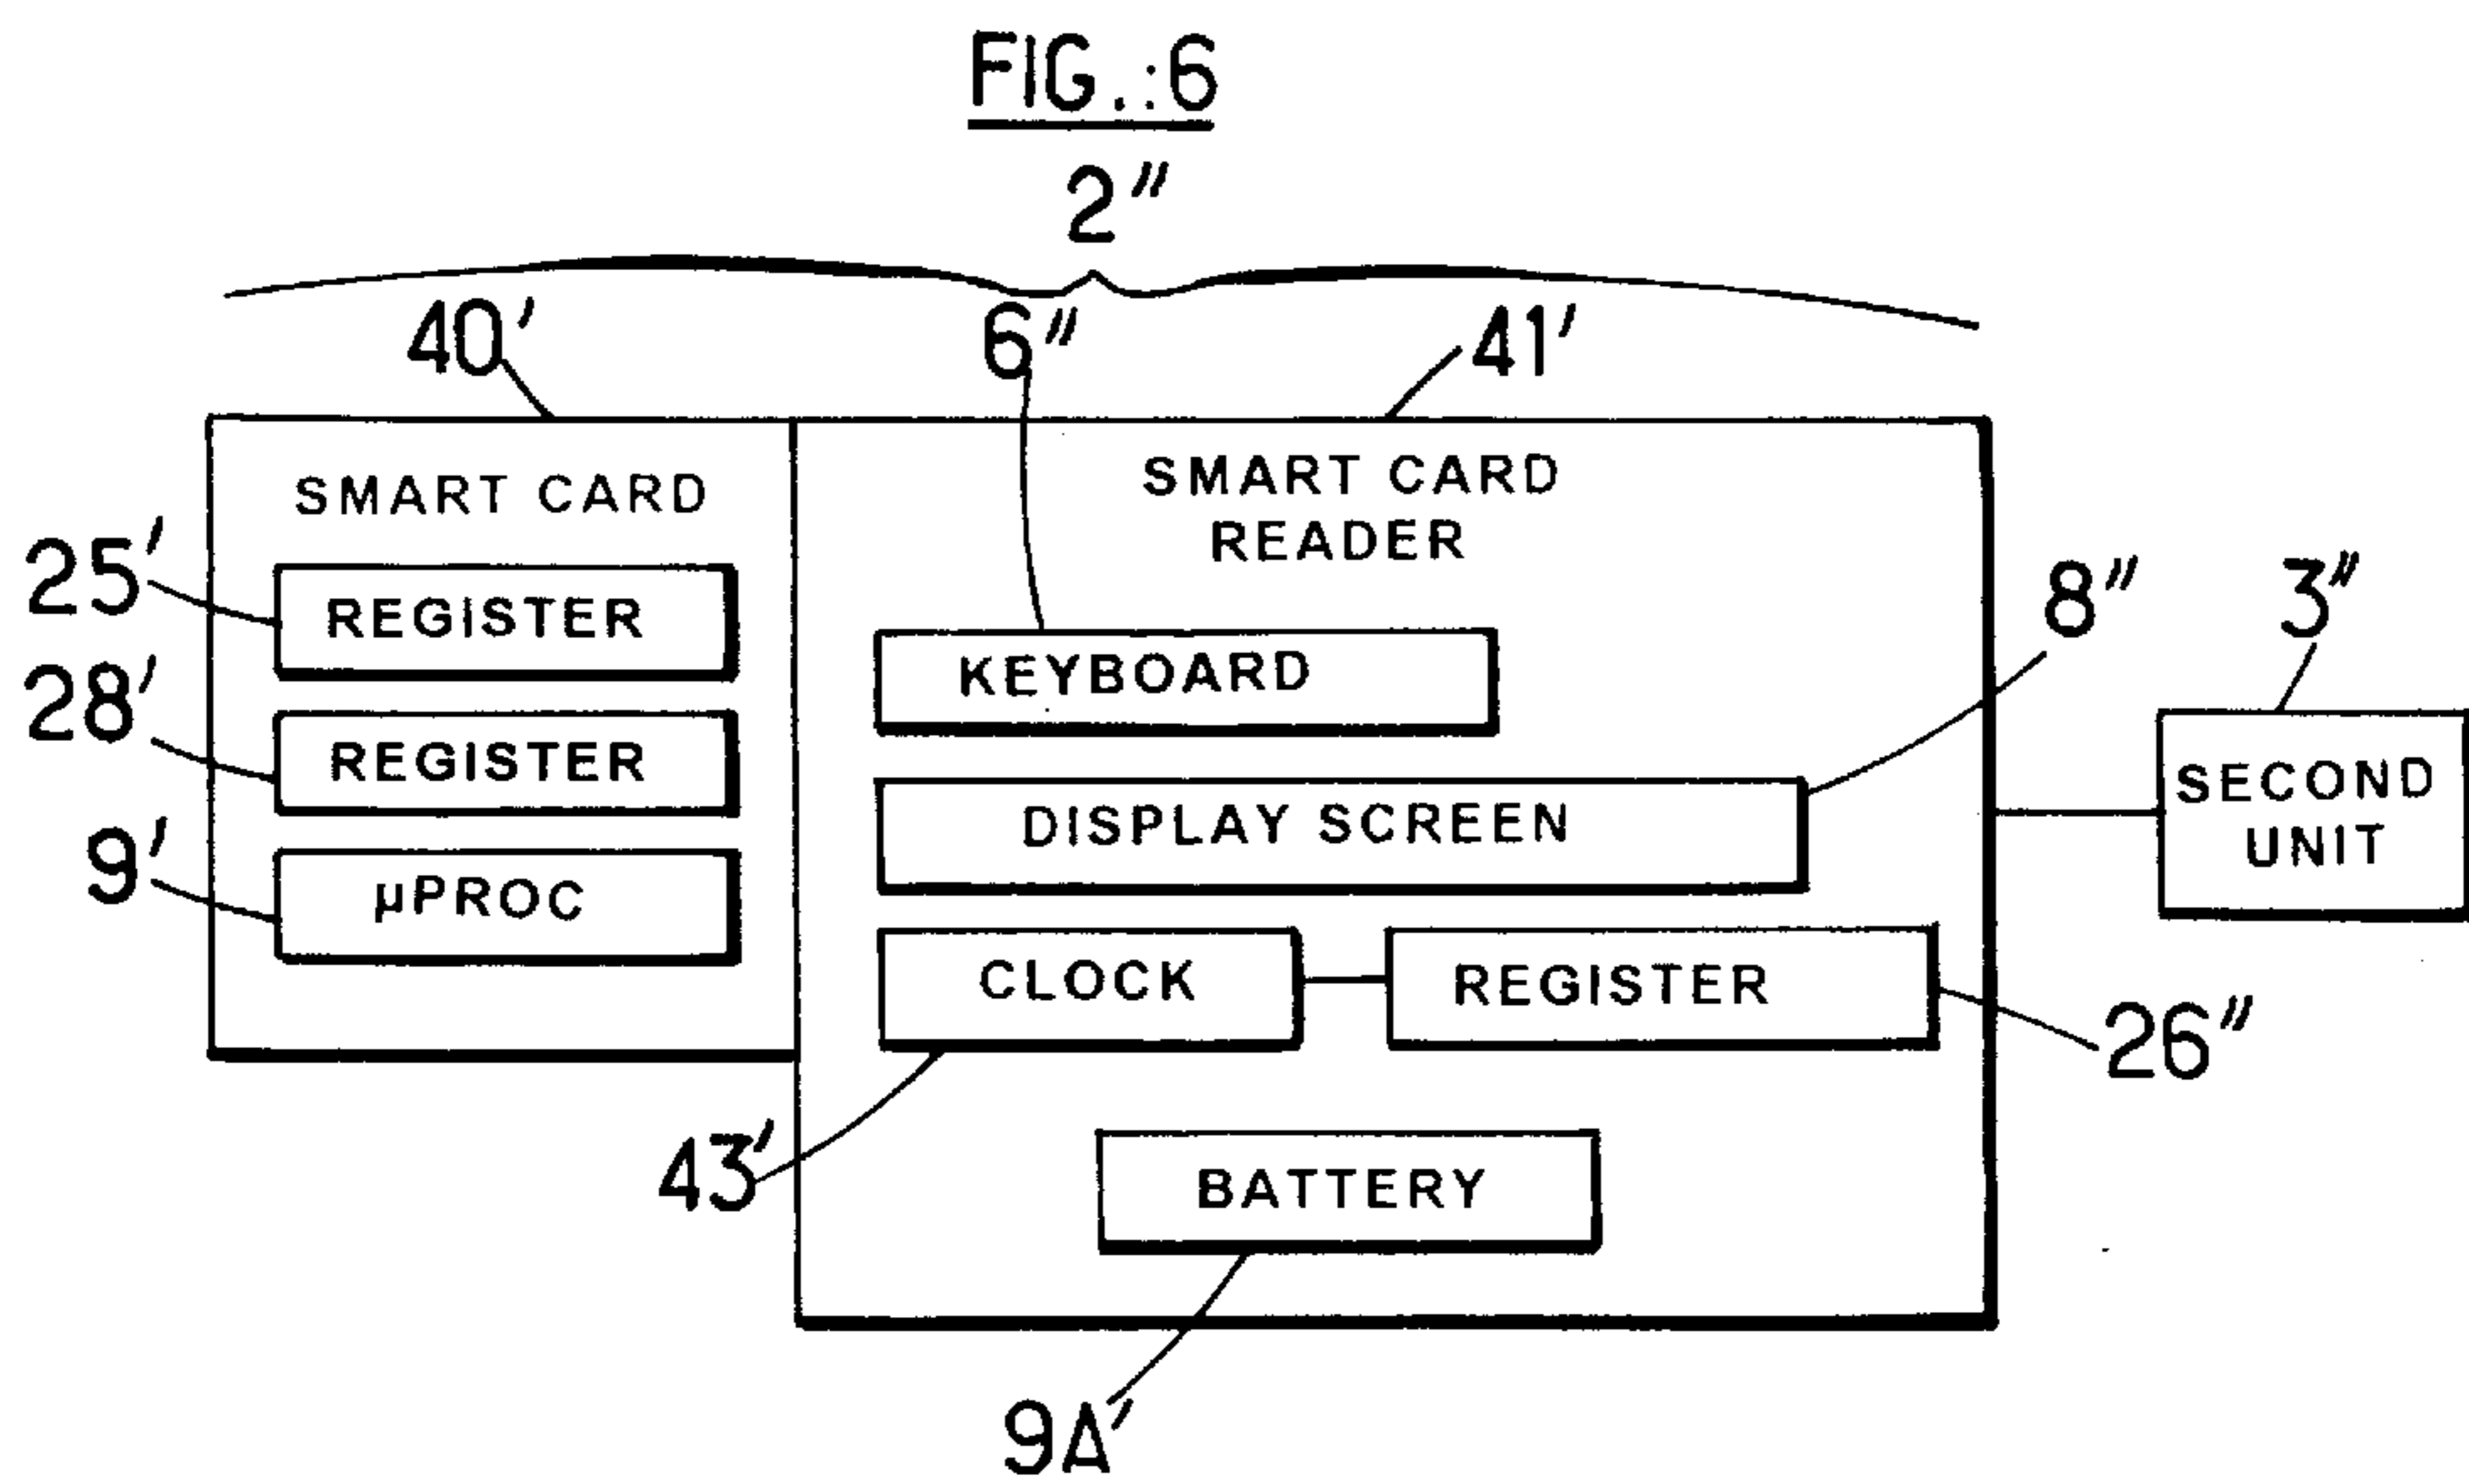 FIG.:6
2"
40'
6"
41'
SMART CARD
SMART CARD
READER
25'
REGISTER
KEYBOARD
8"
3"
28'
REGISTER
DISPLAY SCREEN
SECOND
UNIT
9'
µPROC
CLOCK
REGISTER
26"
43'
BATTERY
9A'